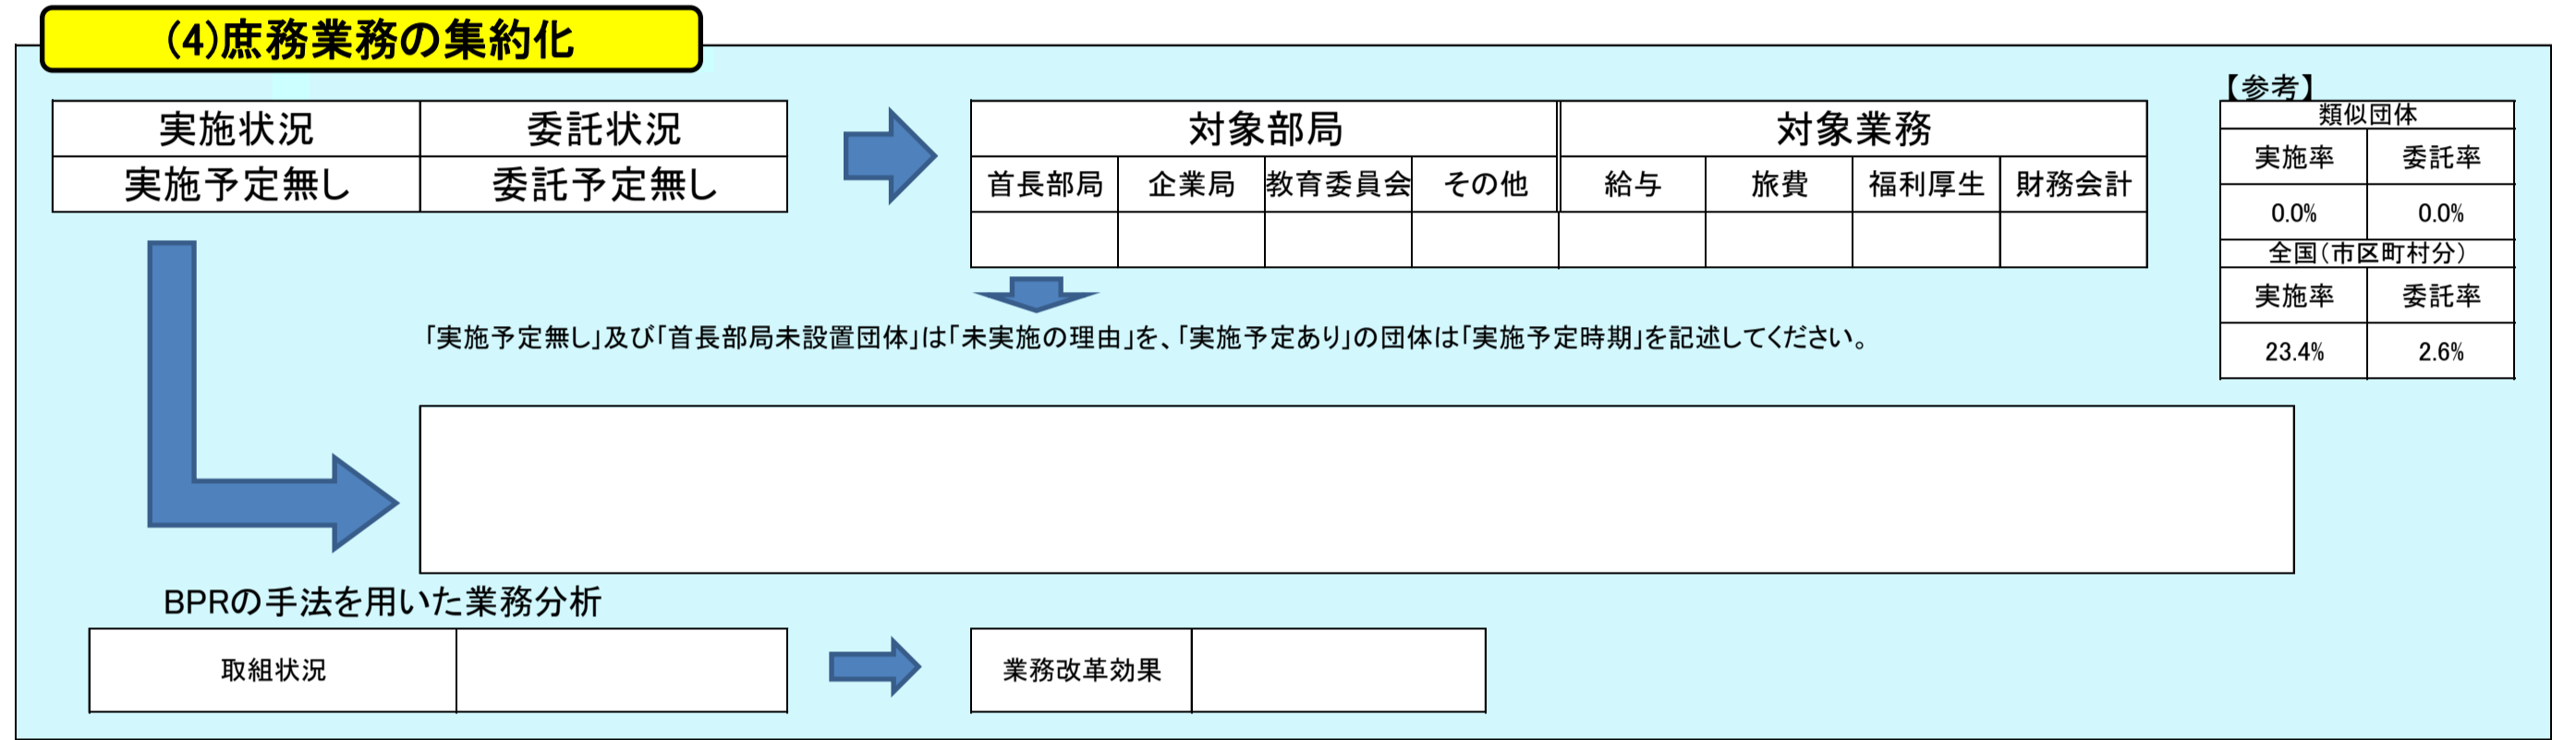 (4)庶務業務の集約化
実施状況 委託状況
実施予定無し 委託予定無し
対象部局 対象業務
首長部局 企業局 教育委員会 その他 給与 旅費 福利厚生 財務会計
【参考】
類似団体
実施率 委託率
0.0% 0.0%
全国(市区町村分)
実施率 委託率
23.4% 2.6%
「実施予定無し」及び「首長部局未設置団体」は「未実施の理由」を、「実施予定あり」の団体は「実施予定時期」を記述してください。
BPRの手法を用いた業務分析
取組状況
業務改革効果